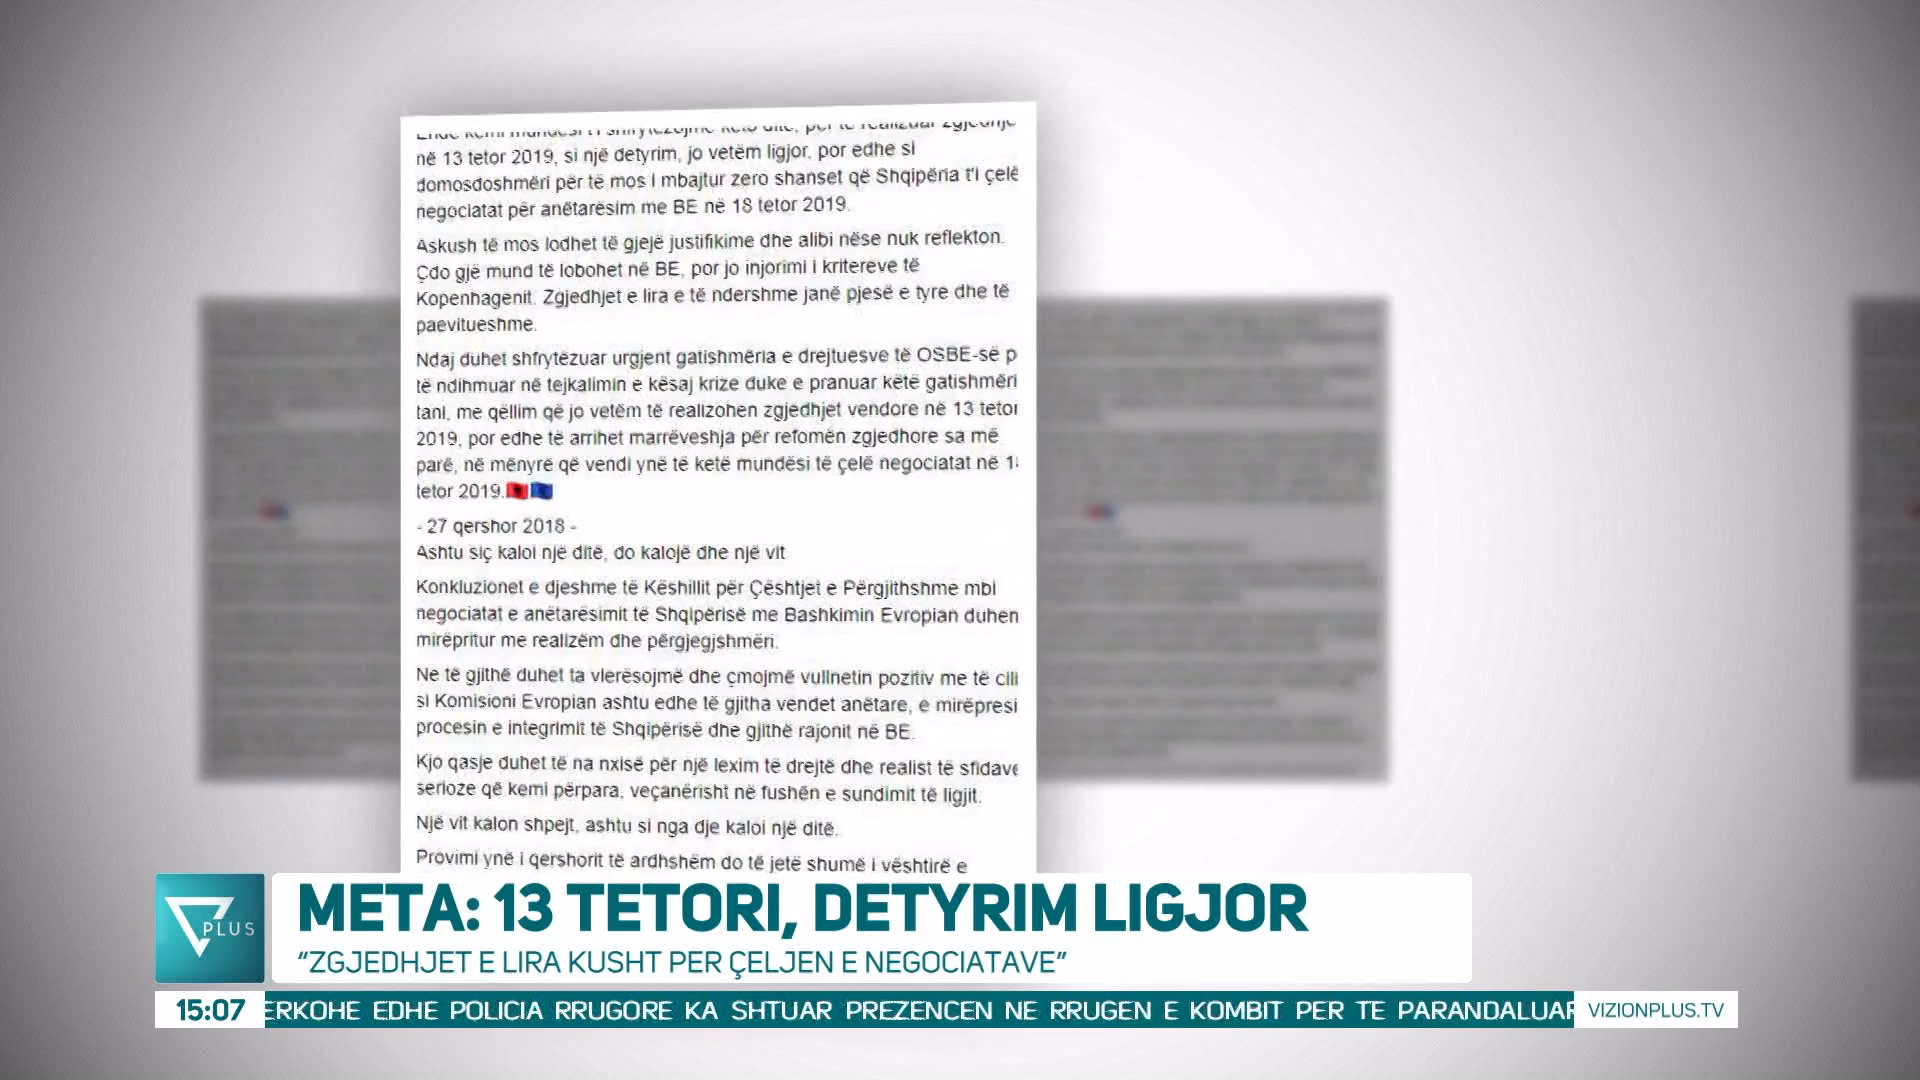 Ende kemi mundësi t'i shfrytëzojmë këto ditë, për të realizuar zgjedhje
në 13 tetor 2019, si një detyrim, jo vetëm ligjor, por edhe si
domosdoshmëri për të mos i mbajtur zero shanset që Shqipëria t'i çelë
negociatat për anëtarësim me BE në 18 tetor 2019.
Askush të mos lodhet të gjejë justifikime dhe alibi nëse nuk reflekton.
Çdo gjë mund të lobohet në BE, por jo injorimi i kritereve të
Kopenhagenit. Zgjedhjet e lira e të ndershme janë pjesë e tyre dhe të
paevitueshme.
Ndaj duhet shfrytëzuar urgjent gatishmëria e drejtuesve të OSBE-së p
të ndihmuar në tejkalimin e kësaj krize duke e pranuar këtë gatishmëri
tani, me qëllim që jo vetëm të realizohen zgjedhjet vendore në 13 tetor
2019, por edhe të arrihet marrëveshja për refomën zgjedhore sa më
parë, në mënyrë që vendi ynë të ketë mundësi të çelë negociatat në 1
tetor 2019.🇦🇱🇪🇺
- 27 qershor 2018 -
Ashtu siç kaloi një ditë, do kalojë dhe një vit
Konkluzionet e djeshme të Këshillit për Çështjet e Përgjithshme mbi
negociatat e anëtarësimit të Shqipërisë me Bashkimin Evropian duhen
mirëpritur me realizëm dhe përgjegjshmëri.
Ne të gjithë duhet ta vlerësojmë dhe çmojmë vullnetin pozitiv me të cili
si Komisioni Evropian ashtu edhe të gjitha vendet anëtare, e mirëpresi
procesin e integrimit të Shqipërisë dhe gjithë rajonit në BE.
Kjo qasje duhet të na nxisë për një lexim të drejtë dhe realist të sfidave
serioze që kemi përpara, veçanërisht në fushën e sundimit të ligjit.
Një vit kalon shpejt, ashtu si nga dje kaloi një ditë.
Provimi ynë i qershorit të ardhshëm do të jetë shumë i vështirë e
PLUS
META: 13 TETORI, DETYRIM LIGJOR
“ZGJEDHJET E LIRA KUSHT PER ÇELJEN E NEGOCIATAVE”
15:07 ERKOHE EDHE POLICIA RRUGORE KA SHTUAR PREZENCEN NE RRUGEN E KOMBIT PER TE PARANDALUAR VIZIONPLUS.TV